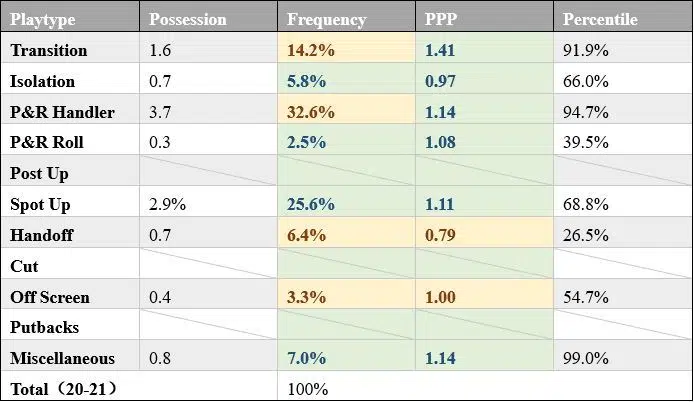 Playtype Possession Frequency PPP Percentile
Transition 1.6 14.2% 1.41 91.9%
Isolation 0.7 5.8% 0.97 66.0%
P&R Handler 3.7 32.6% 1.14 94.7%
P&R Roll 0.3 2.5% 1.08 39.5%
Post Up
Spot Up 2.9% 25.6% 1.11 68.8%
Handoff 0.7 6.4% 0.79 26.5%
Cut
Off Screen 0.4 3.3% 1.00 54.7%
Putbacks
Miscellaneous 0.8 7.0% 1.14 99.0%
Total（20-21） 100%